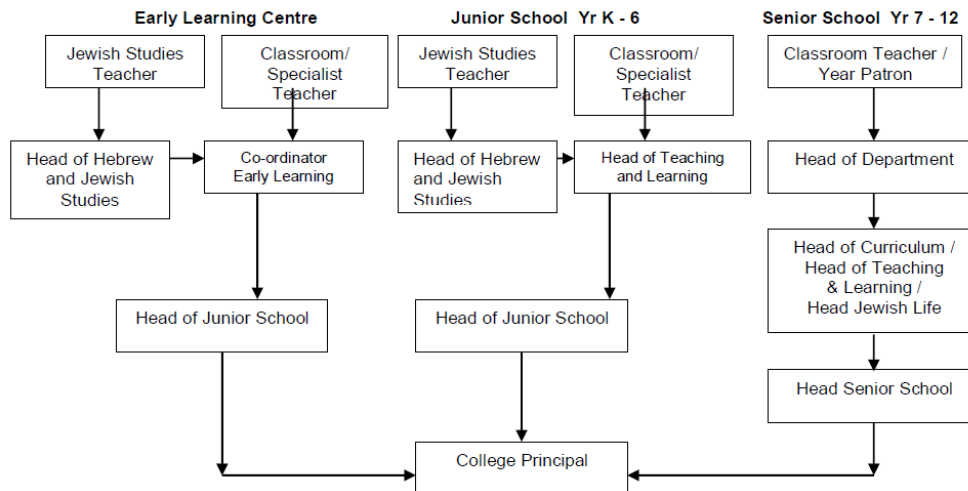 Early Learning Centre
Junior School Yr K - 6
Senior School Yr 7 - 12
Jewish Studies
Teacher
Classroom/
Specialist
Teacher
Jewish Studies
Teacher
Classroom/
Specialist
Teacher
Classroom Teacher /
Year Patron
Head of Hebrew
and Jewish
Studies
Co-ordinator
Early Learning
Head of Hebrew
and Jewish
Studies
Head of Teaching
and Learning
Head of Department
Head of Curriculum /
Head of Teaching
& Learning /
Head Jewish Life
Head of Junior School
Head of Junior School
Head Senior School
College Principal